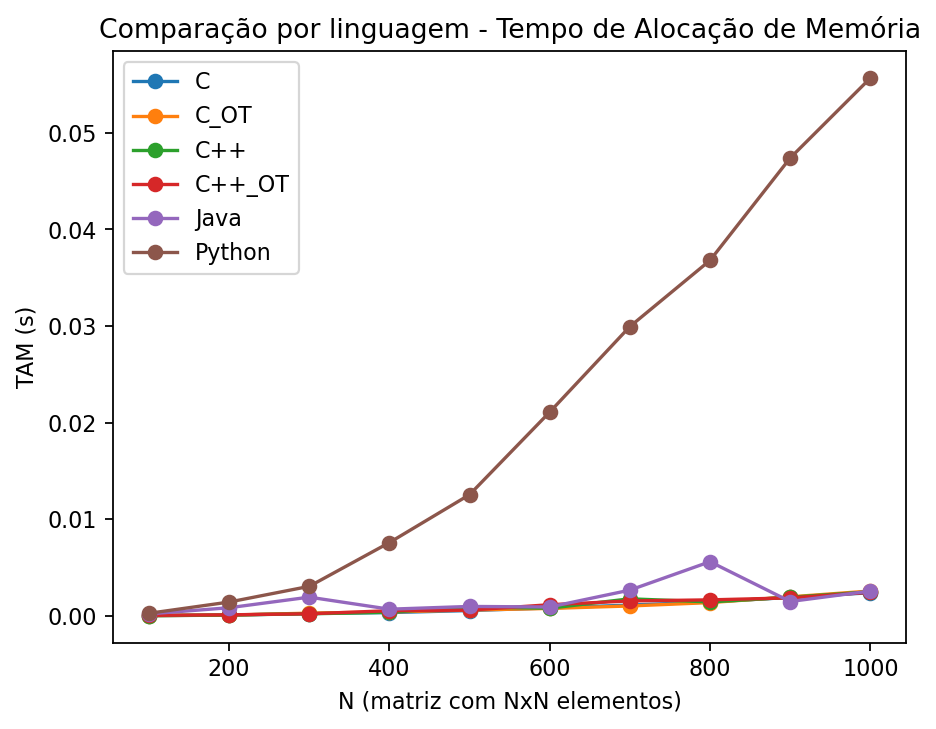 Comparação por linguagem - Tempo de Alocação de Memória
C
C_OT
C++
C++_OT
Java
Python
TAM (s)
0.05
0.04
0.03
0.02
0.01
0.00
200
400
600
800
1000
N (matriz com NxN elementos)